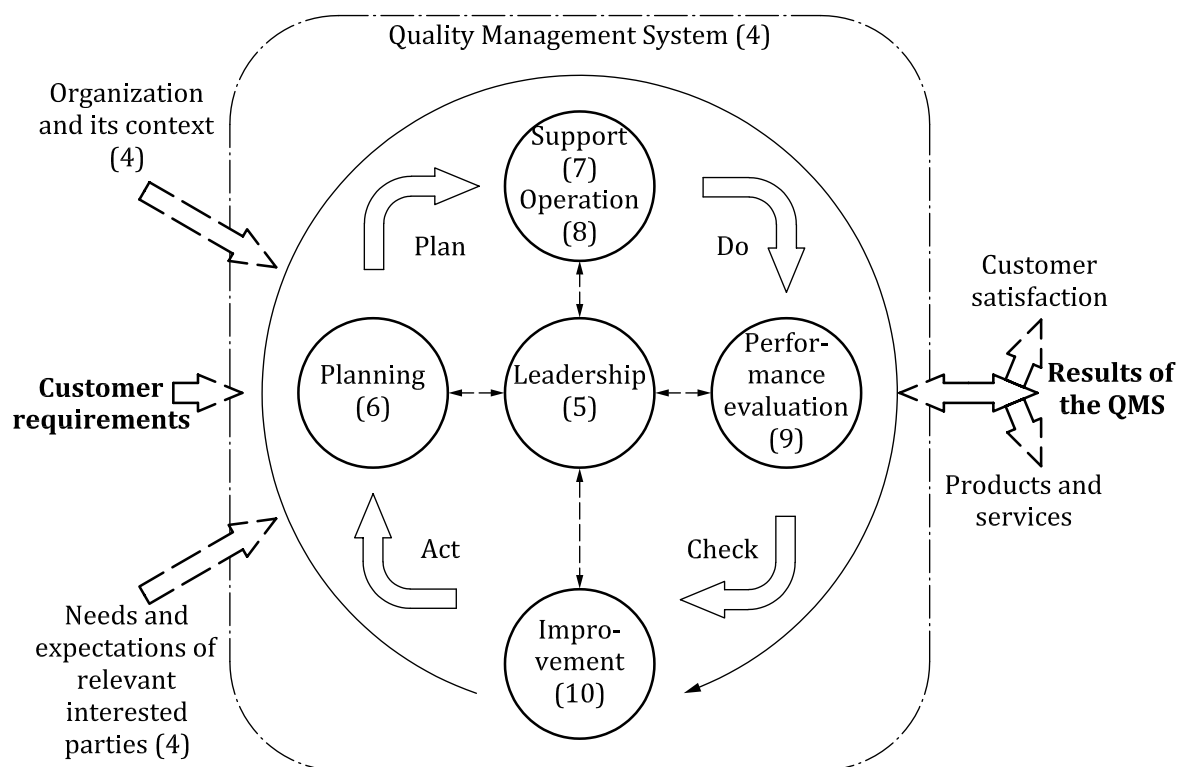 Quality Management System (4)
Organization
and its context
(4)
Support
(7)
Operation
(8)
Plan
Do
Customer
satisfaction
Planning
(6)
Leadership
(5)
Perfor-
mance
evaluation
(9)
Customer
requirements
Results of
the QMS
Products and
services
Act
Check
Needs and
expectations of
relevant
interested
parties (4)
Impro-
vement
(10)